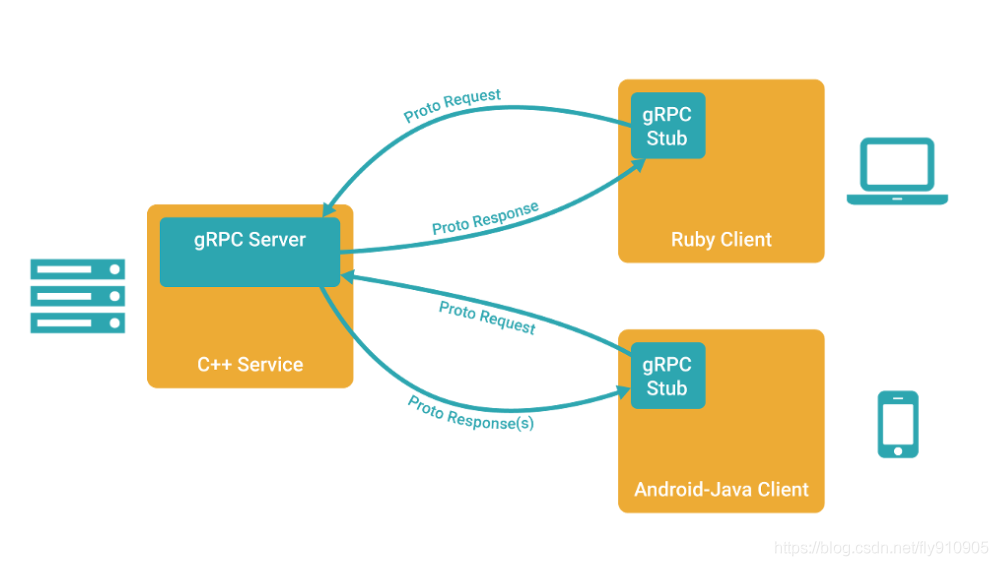 Proto Request
gRPC
Stub
Proto Response
Ruby Client
gRPC Server
C++ Service
Proto Request
gRPC
Stub
Proto Response(s)
Android-Java Client
https://blog.csdn.net/fly910905